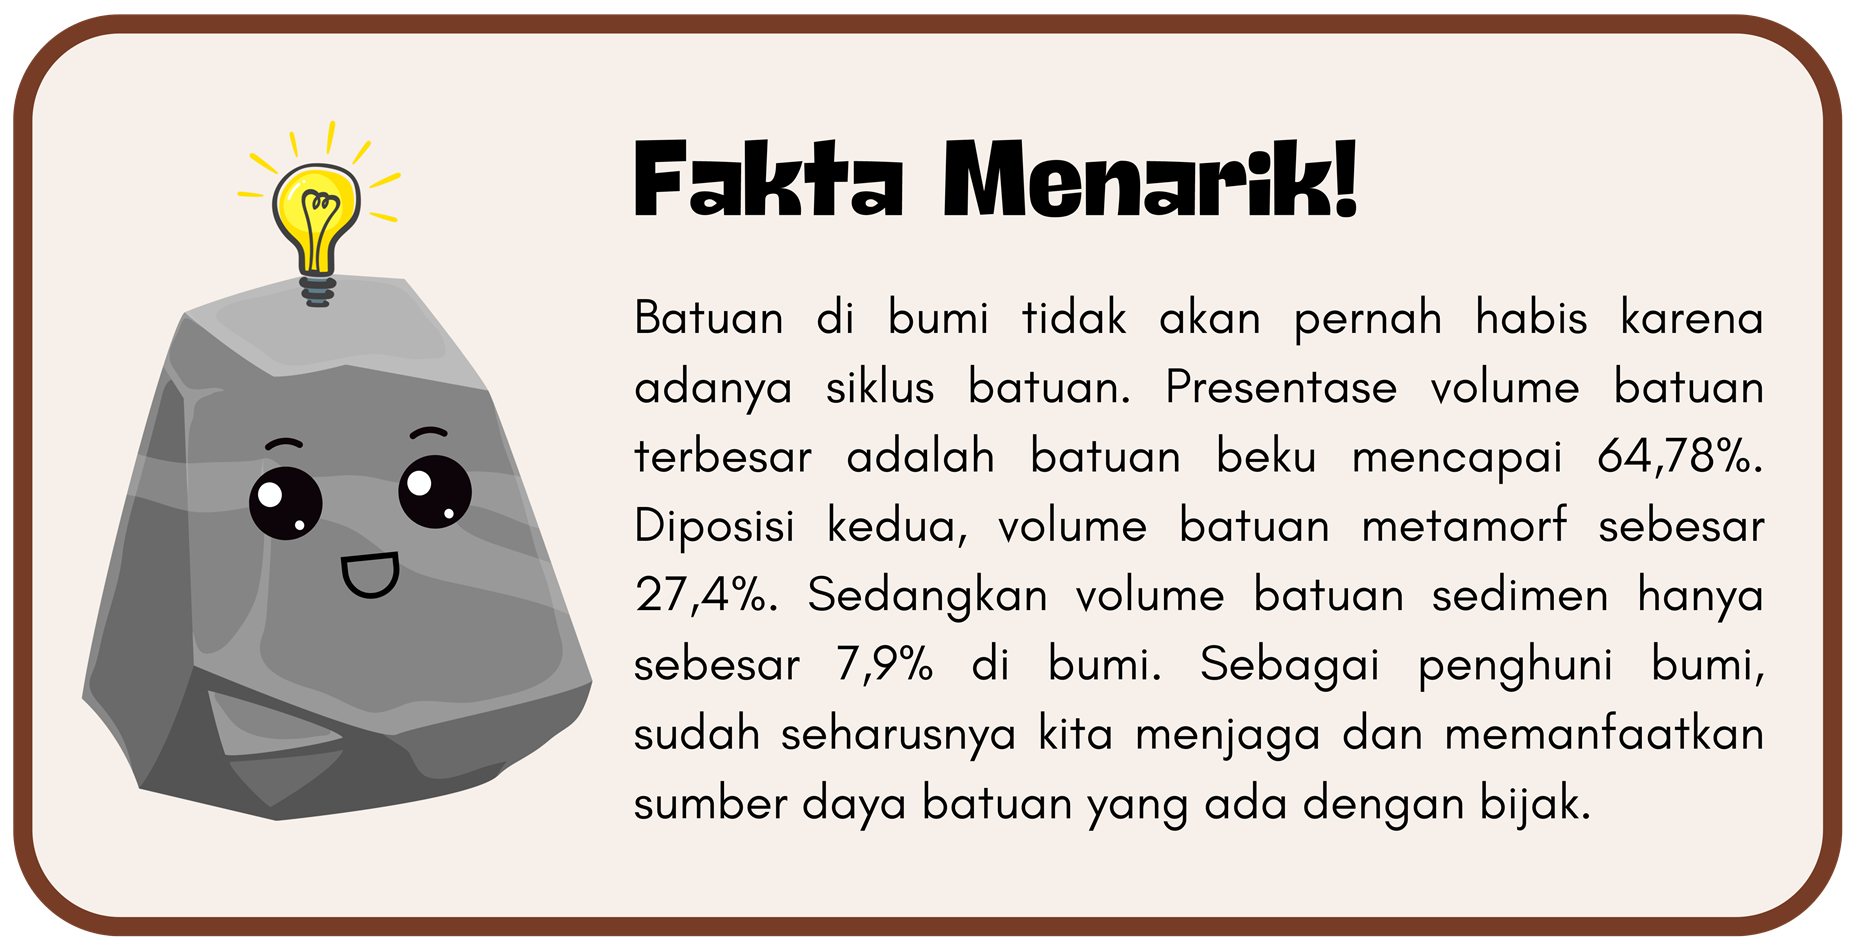 Fakta Menarik!
Batuan di bumi tidak akan pernah habis karena
adanya siklus batuan. Presentase volume batuan
terbesar adalah batuan beku mencapai 64,78%.
Diposisi kedua, volume batuan metamorf sebesar
27,4%. Sedangkan volume batuan sedimen hanya
sebesar 7,9% di bumi. Sebagai penghuni bumi,
sudah seharusnya kita menjaga dan memanfaatkan
sumber daya batuan yang ada dengan bijak.